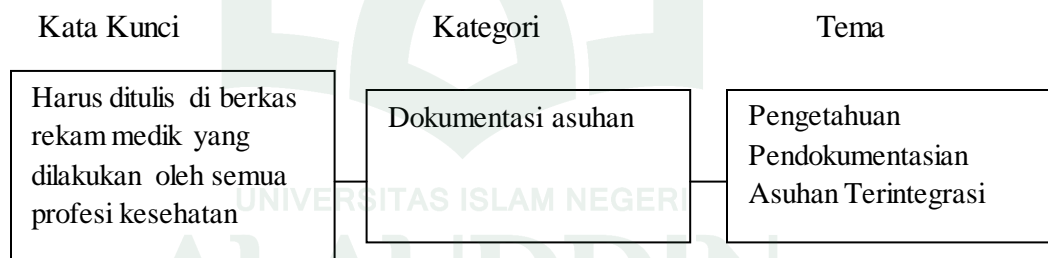 Kata Kunci
Kategori
Tema
Harus ditulis di berkas
rekam medik yang
dilakukan oleh semua
profesi kesehatan
Dokumentasi asuhan
Pengetahuan
Pendokumentasian
Asuhan Terintegrasi
UNIVERSITAS ISLAM NEGERI
ALAUDDIN